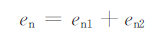 eₙ = eₙ₁ + eₙ₂